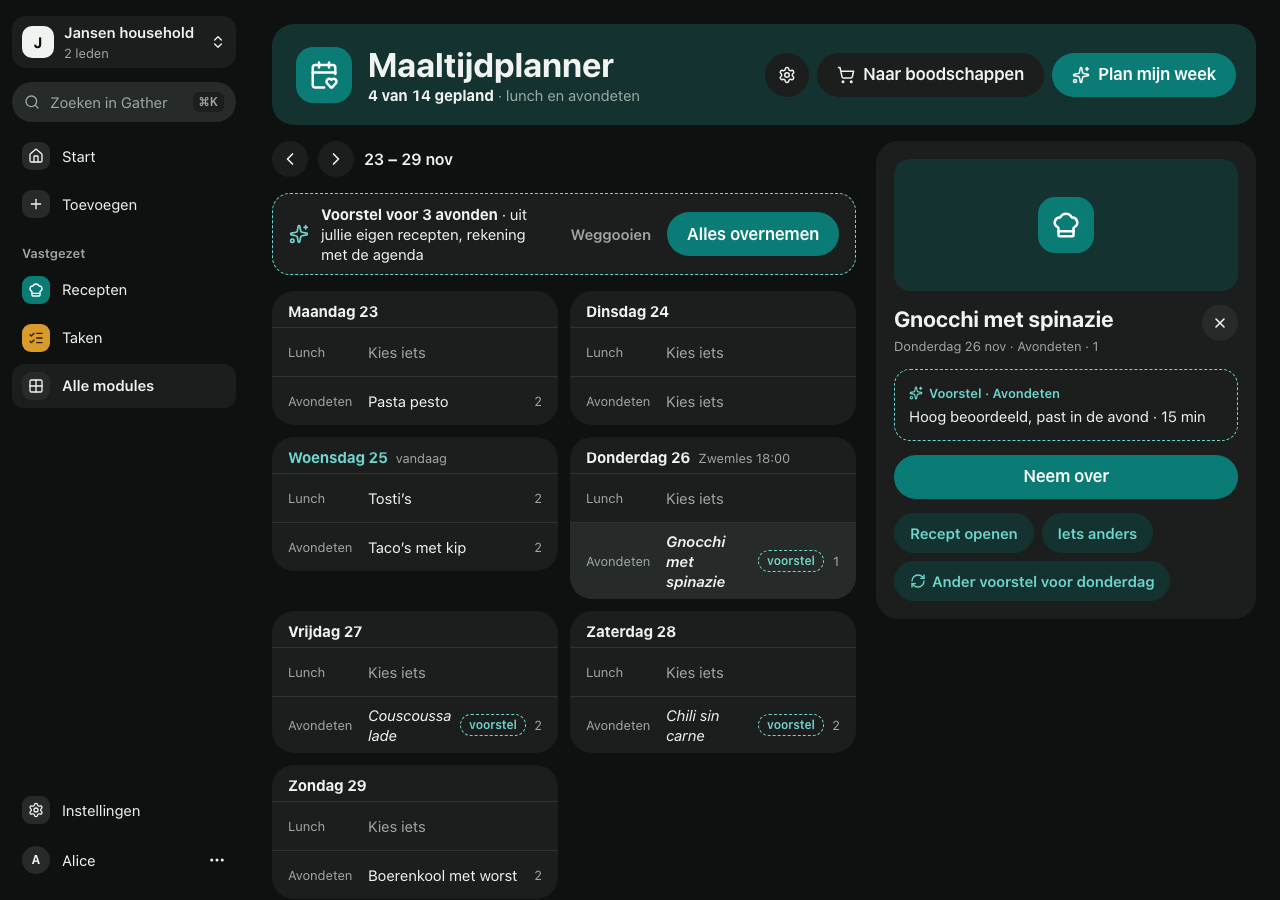 J
Jansen household
2 leden
Zoeken in Gather ⌘K
Start
Toevoegen
Vastgezet
Recepten
Taken
Alle modules
Instellingen
A
Alice
Maaltijdplanner
4 van 14 gepland · lunch en avondeten
Naar boodschappen
Plan mijn week
23 – 29 nov
Voorstel voor 3 avonden · uit
jullie eigen recepten, rekening
met de agenda
Weggooien
Alles overnemen
Maandag 23
Lunch Kies iets
Avondeten Pasta pesto 2
Dinsdag 24
Lunch Kies iets
Avondeten Kies iets
Woensdag 25 vandaag
Lunch Tosti's 2
Avondeten Taco's met kip 2
Donderdag 26 Zwemles 18:00
Lunch Kies iets
Avondeten Gnocchi
met
spinazie
voorstel 1
Vrijdag 27
Lunch Kies iets
Avondeten Couscoussa
lade
voorstel 2
Zaterdag 28
Lunch Kies iets
Avondeten Chili sin
carne
voorstel 2
Zondag 29
Lunch Kies iets
Avondeten Boerenkool met worst 2
Gnocchi met spinazie
Donderdag 26 nov · Avondeten · 1
Voorstel · Avondeten
Hoog beoordeeld, past in de avond · 15 min
Neem over
Recept openen
Iets anders
Ander voorstel voor donderdag